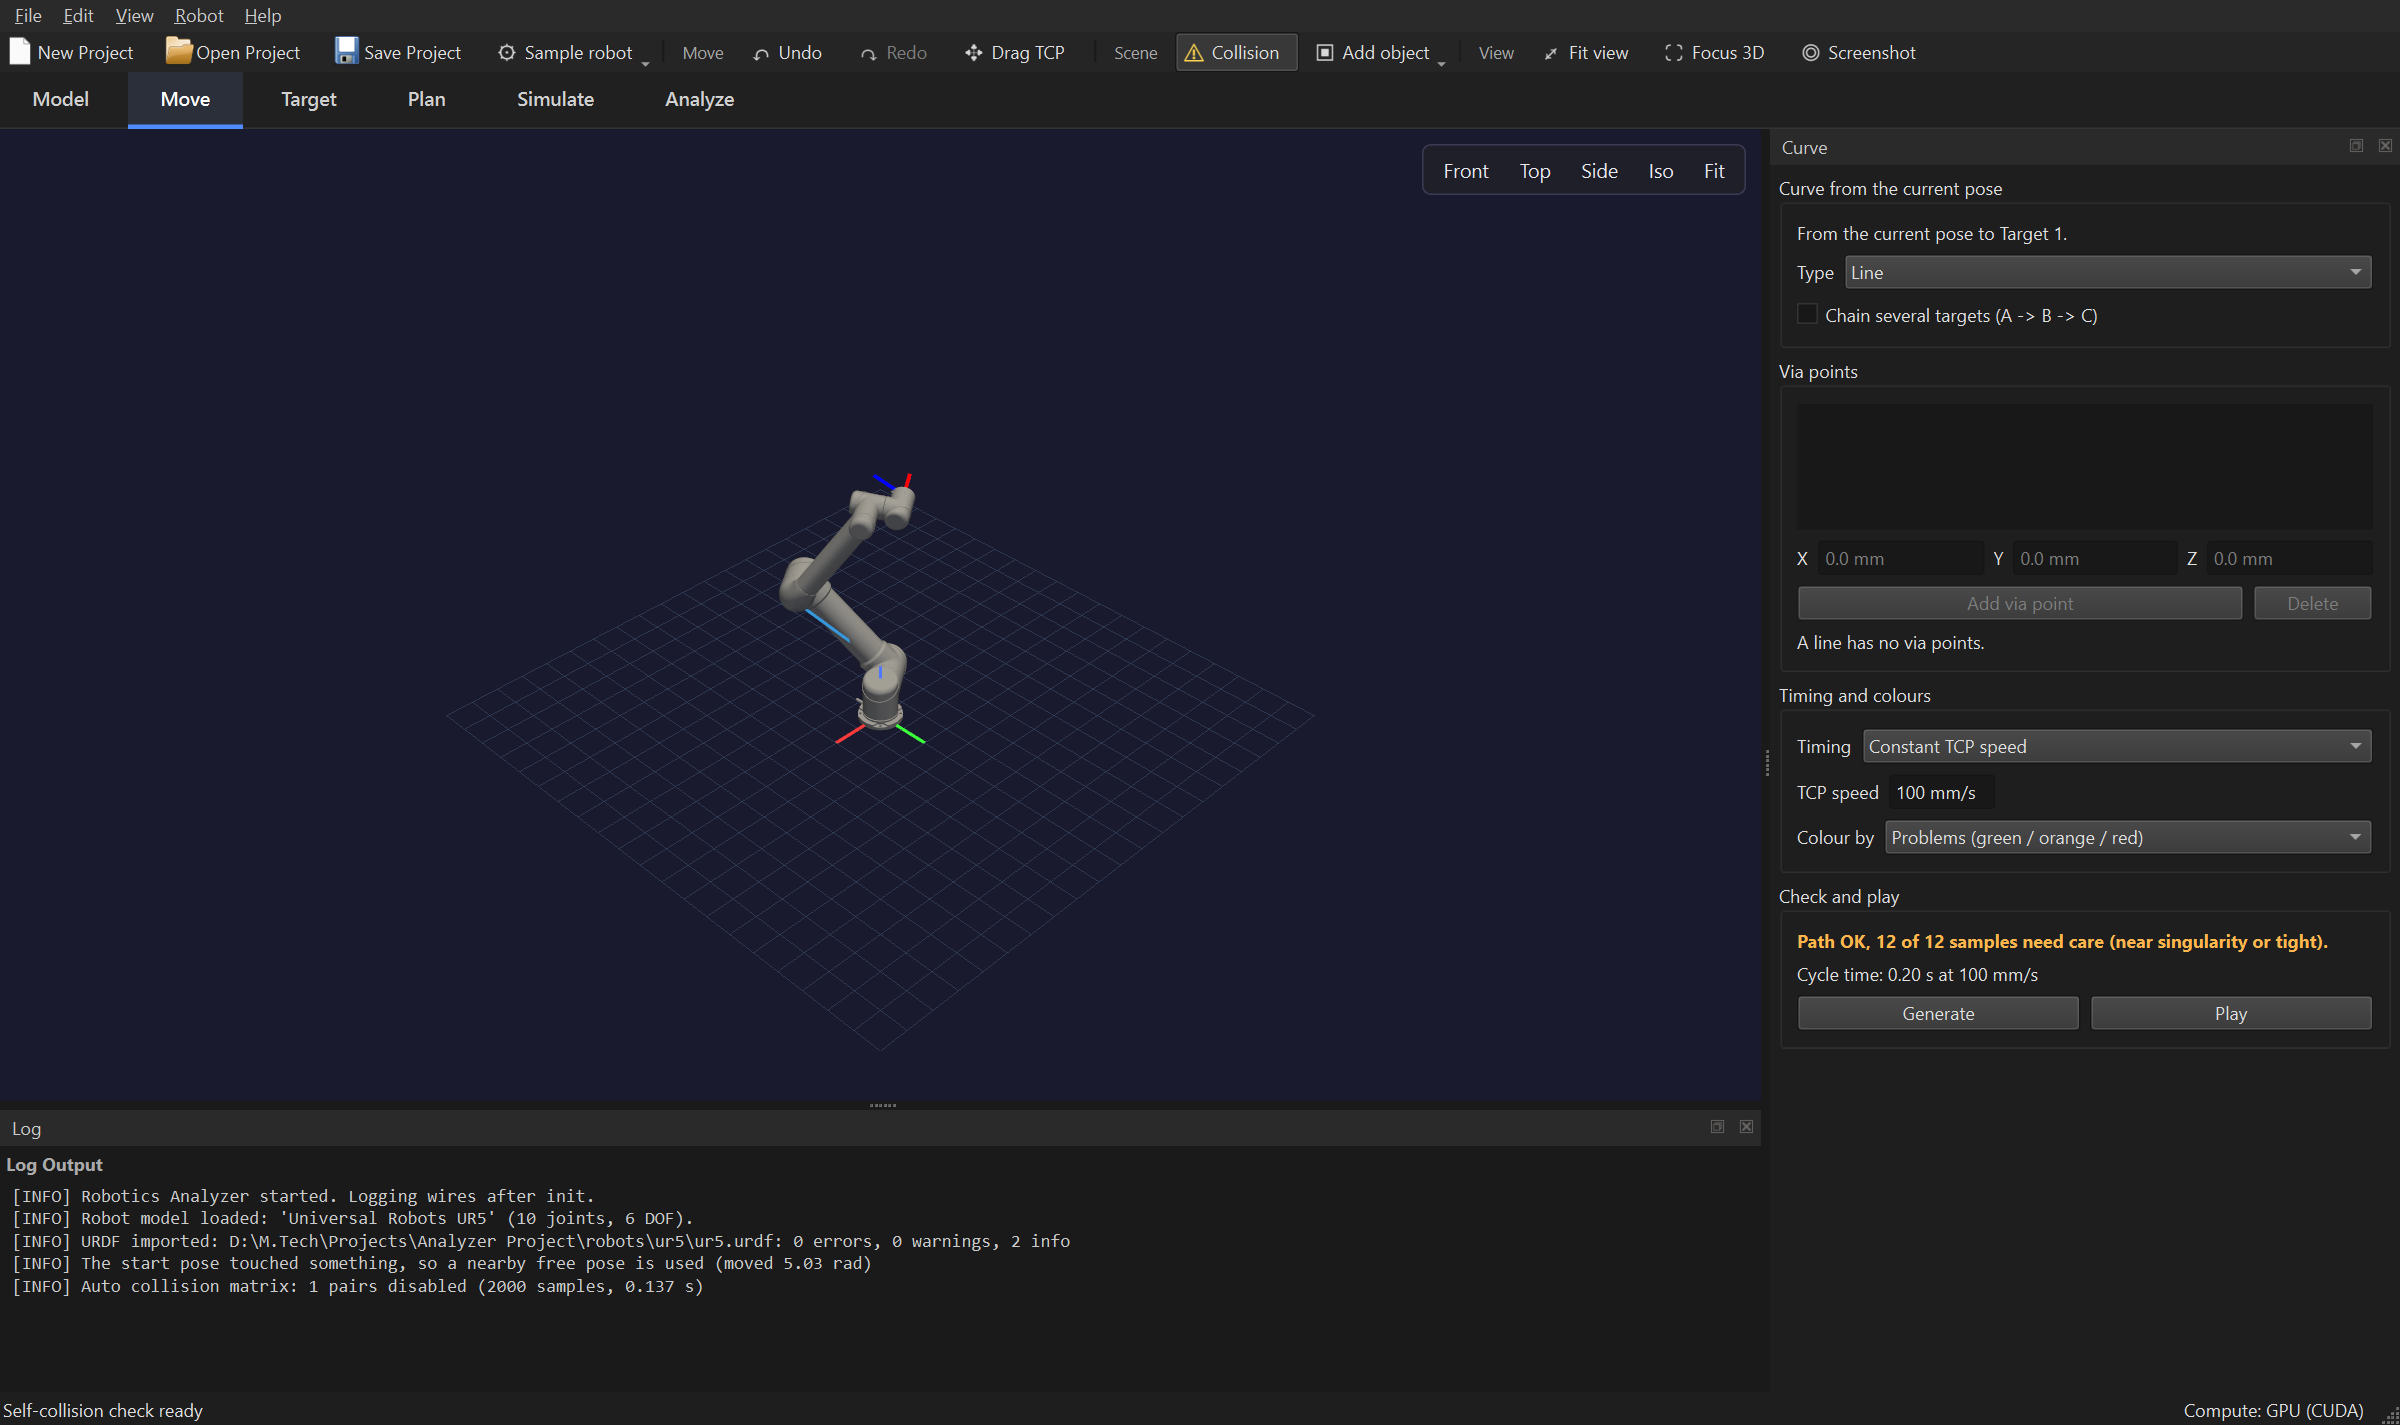 File Edit View Robot Help
New Project Open Project Save Project Sample robot Move Undo Redo Drag TCP Scene Collision Add object View Fit view Focus 3D Screenshot
Model Move Target Plan Simulate Analyze
Front Top Side Iso Fit
Curve
Curve from the current pose
From the current pose to Target 1.
Type Line
Chain several targets (A -> B -> C)
Via points
X 0.0 mm Y 0.0 mm Z 0.0 mm
Add via point Delete
A line has no via points.
Timing and colours
Timing Constant TCP speed
TCP speed 100 mm/s
Colour by Problems (green / orange / red)
Check and play
Path OK, 12 of 12 samples need care (near singularity or tight).
Cycle time: 0.20 s at 100 mm/s
Generate Play
Log
Log Output
[INFO] Robotics Analyzer started. Logging wires after init.
[INFO] Robot model loaded: 'Universal Robots UR5' (10 joints, 6 DOF).
[INFO] URDF imported: D:\M.Tech\Projects\Analyzer Project\robots\ur5\ur5.urdf: 0 errors, 0 warnings, 2 info
[INFO] The start pose touched something, so a nearby free pose is used (moved 5.03 rad)
[INFO] Auto collision matrix: 1 pairs disabled (2000 samples, 0.137 s)
Self-collision check ready
Compute: GPU (CUDA)